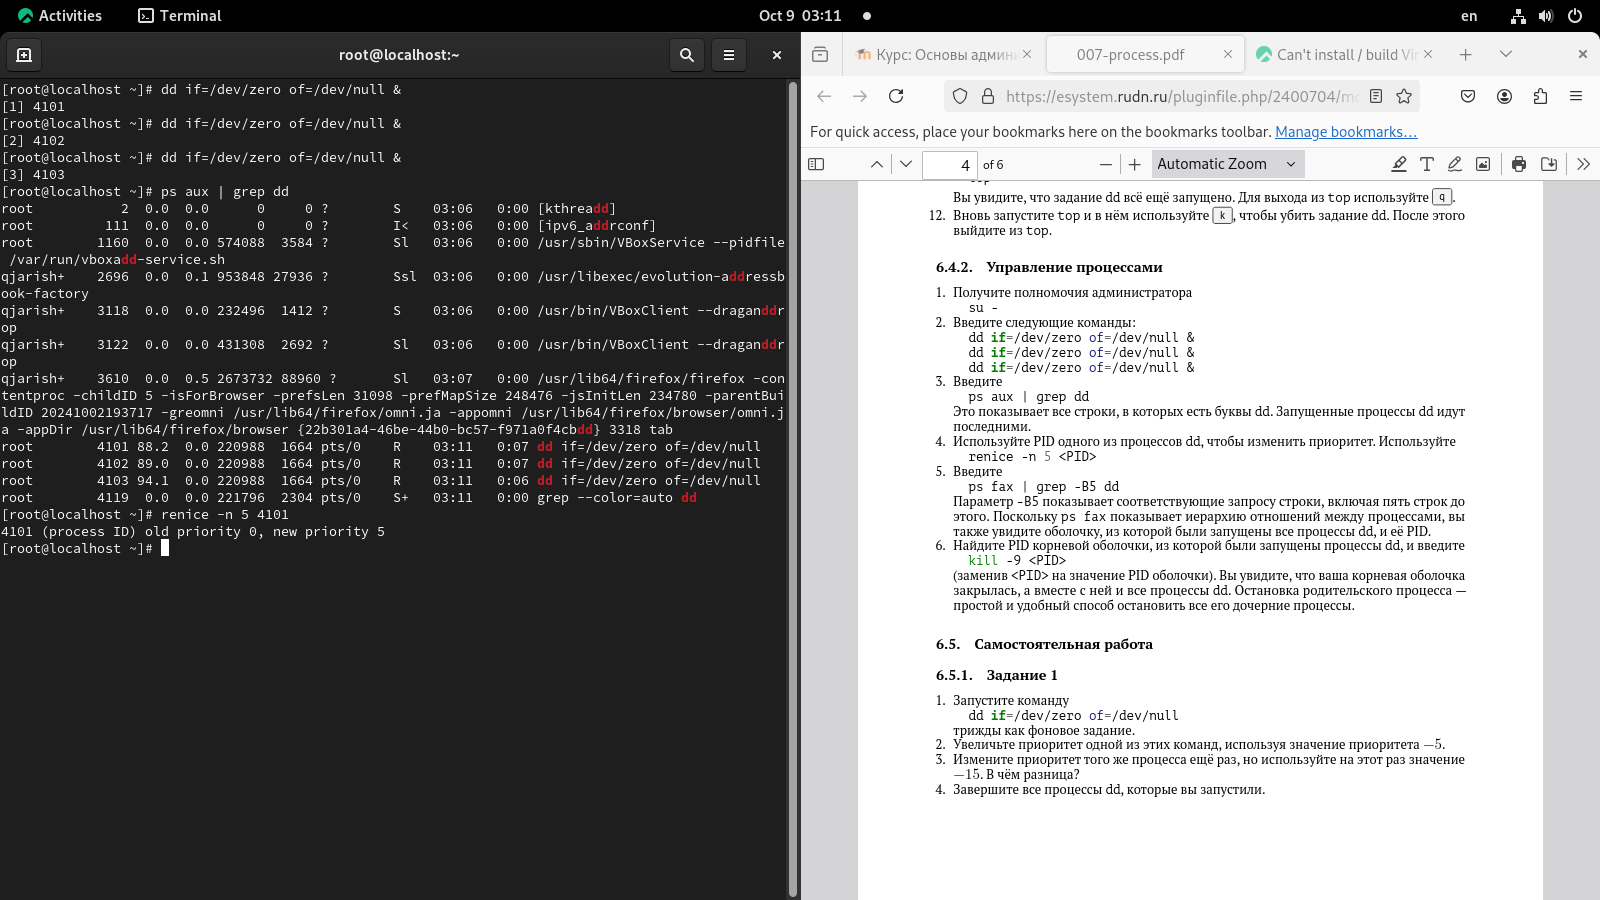 Activities
Terminal
Oct 9 03:11
en
root@localhost:~
[root@localhost ~]# dd if=/dev/zero of=/dev/null &
[1] 4101
[root@localhost ~]# dd if=/dev/zero of=/dev/null &
[2] 4102
[root@localhost ~]# dd if=/dev/zero of=/dev/null &
[3] 4103
[root@localhost ~]# ps aux | grep dd
root           2  0.0  0.0      0     0 ?        S    03:06   0:00 [kthreadd]
root         111  0.0  0.0      0     0 ?        I<   03:06   0:00 [ipv6_addrconf]
root        1160  0.0  0.0 574088  3584 ?        Sl   03:06   0:00 /usr/sbin/VBoxService --pidfile
 /var/run/vboxadd-service.sh
qjarish+    2696  0.0  0.1 953848 27936 ?        Ssl  03:06   0:00 /usr/libexec/evolution-addressb
ook-factory
qjarish+    3118  0.0  0.0 232496  1412 ?        S    03:06   0:00 /usr/bin/VBoxClient --draganddr
op
qjarish+    3122  0.0  0.0 431308  2692 ?        Sl   03:06   0:00 /usr/bin/VBoxClient --draganddr
op
qjarish+    3610  0.0  0.5 2673732 88960 ?       Sl   03:07   0:00 /usr/lib64/firefox/firefox -con
tentproc -childID 5 -isForBrowser -prefsLen 31098 -prefMapSize 248476 -jsInitLen 234780 -parentBui
ldID 20241002193717 -greomni /usr/lib64/firefox/omni.ja -appomni /usr/lib64/firefox/browser/omni.j
a -appDir /usr/lib64/firefox/browser {22b301a4-46be-44b0-bc57-f971a0f4cbdd} 3318 tab
root        4101 88.2  0.0 220988  1664 pts/0    R    03:11   0:07 dd if=/dev/zero of=/dev/null
root        4102 89.0  0.0 220988  1664 pts/0    R    03:11   0:07 dd if=/dev/zero of=/dev/null
root        4103 94.1  0.0 220988  1664 pts/0    R    03:11   0:06 dd if=/dev/zero of=/dev/null
root        4119  0.0  0.0 221796  2304 pts/0    S+   03:11   0:00 grep --color=auto dd
[root@localhost ~]# renice -n 5 4101
4101 (process ID) old priority 0, new priority 5
[root@localhost ~]#
Курс: Основы админи
007-process.pdf
Can't install / build Vir
https://esystem.rudn.ru/pluginfile.php/2400704/mo
For quick access, place your bookmarks here on the bookmarks toolbar. Manage bookmarks…
4 of 6
Automatic Zoom
Вы увидите, что задание dd всё ещё запущено. Для выхода из top используйте q .
12. Вновь запустите top и в нём используйте k , чтобы убить задание dd. После этого
выйдите из top.
6.4.2. Управление процессами
1. Получите полномочия администратора
su -
2. Введите следующие команды:
dd if=/dev/zero of=/dev/null &
dd if=/dev/zero of=/dev/null &
dd if=/dev/zero of=/dev/null &
3. Введите
ps aux | grep dd
Это показывает все строки, в которых есть буквы dd. Запущенные процессы dd идут
последними.
4. Используйте PID одного из процессов dd, чтобы изменить приоритет. Используйте
renice -n 5 <PID>
5. Введите
ps fax | grep -B5 dd
Параметр -B5 показывает соответствующие запросу строки, включая пять строк до
этого. Поскольку ps fax показывает иерархию отношений между процессами, вы
также увидите оболочку, из которой были запущены все процессы dd, и её PID.
6. Найдите PID корневой оболочки, из которой были запущены процессы dd, и введите
kill -9 <PID>
(заменив <PID> на значение PID оболочки). Вы увидите, что ваша корневая оболочка
закрылась, а вместе с ней и все процессы dd. Остановка родительского процесса —
простой и удобный способ остановить все его дочерние процессы.
6.5. Самостоятельная работа
6.5.1. Задание 1
1. Запустите команду
dd if=/dev/zero of=/dev/null
трижды как фоновое задание.
2. Увеличьте приоритет одной из этих команд, используя значение приоритета −5.
3. Измените приоритет того же процесса ещё раз, но используйте на этот раз значение
−15. В чём разница?
4. Завершите все процессы dd, которые вы запустили.